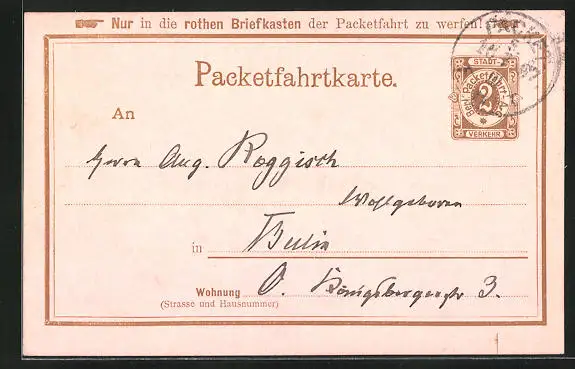 Nur in die rothen Briefkasten der Packetfahrt zu werfen!
Packetfahrtkarte.
STADT-
Berl. Packetfahrt-A.G.
2
VERKEHR
An
Herrn Aug. Roggisch
Wohlgeboren
in Berlin
Wohnung O. Königsbergerstr 3.
(Strasse und Hausnummer)